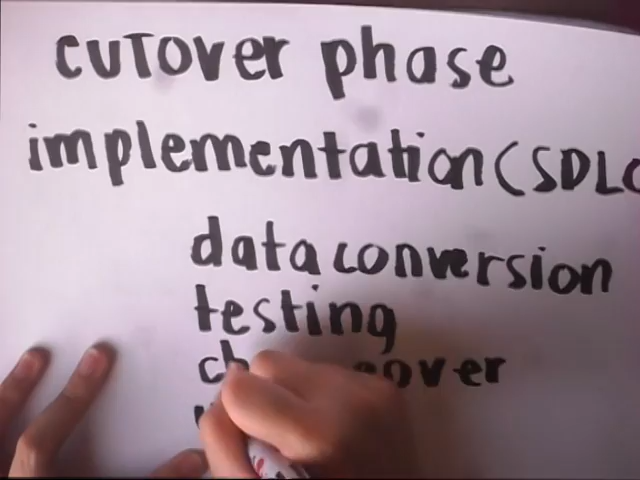 cutover phase
implementation (SDLC
data conversion
testing